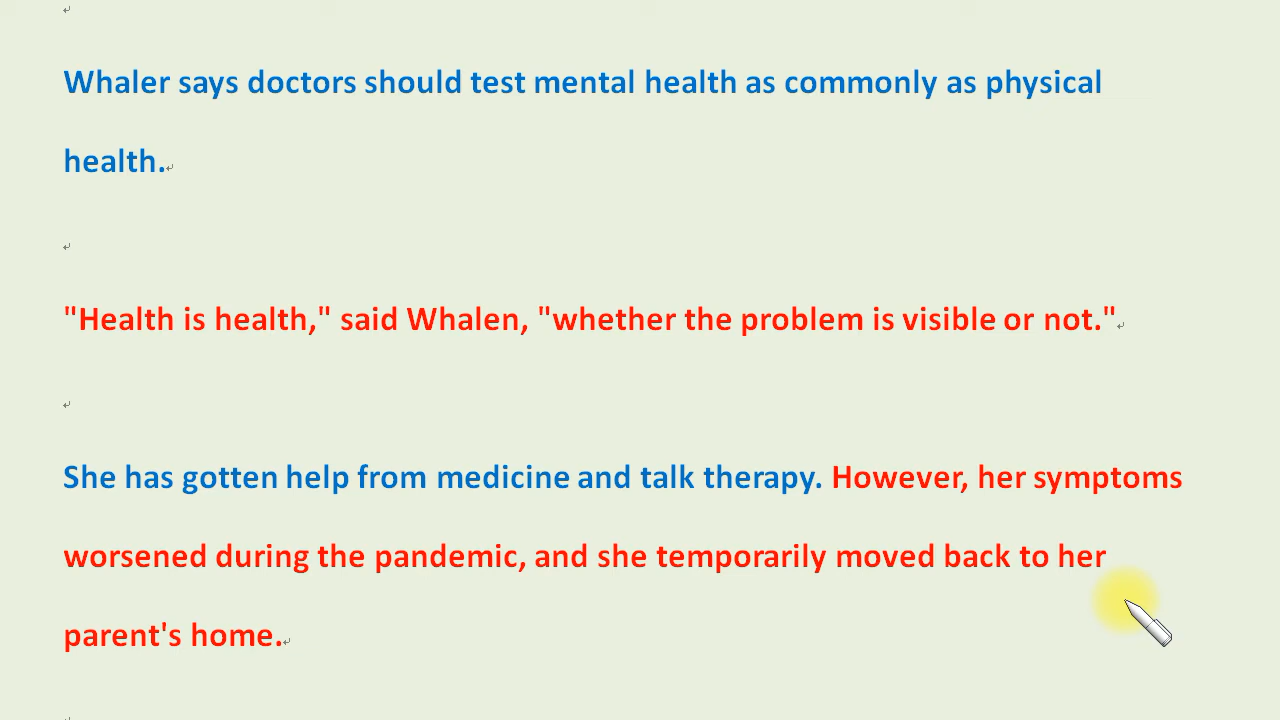 Whaler says doctors should test mental health as commonly as physical
health.
"Health is health," said Whalen, "whether the problem is visible or not."
She has gotten help from medicine and talk therapy. However, her symptoms
worsened during the pandemic, and she temporarily moved back to her
parent's home.